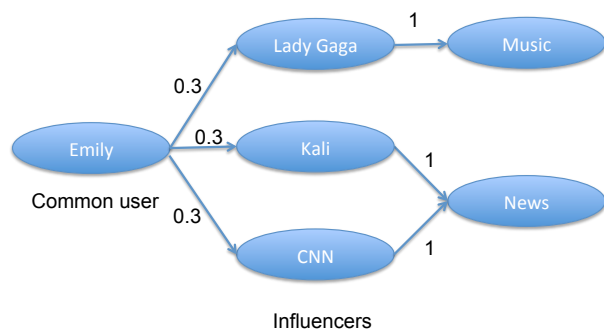 1
Lady Gaga
Music
0.3
0.3
Emily
Kali
1
Common user
News
0.3
CNN
1
Influencers